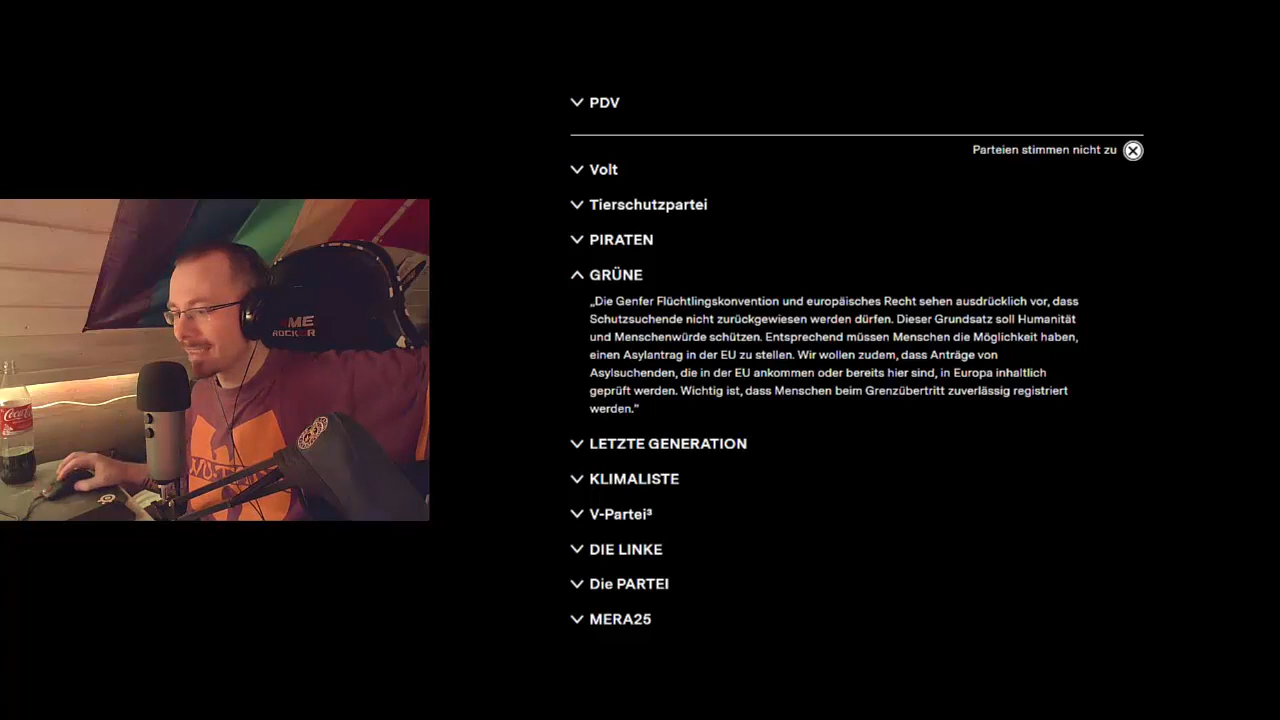 PDV
Parteien stimmen nicht zu
Volt
Tierschutzpartei
PIRATEN
GRÜNE
„Die Genfer Flüchtlingskonvention und europäisches Recht sehen ausdrücklich vor, dass
Schutzsuchende nicht zurückgewiesen werden dürfen. Dieser Grundsatz soll Humanität
und Menschenwürde schützen. Entsprechend müssen Menschen die Möglichkeit haben,
einen Asylantrag in der EU zu stellen. Wir wollen zudem, dass Anträge von
Asylsuchenden, die in der EU ankommen oder bereits hier sind, in Europa inhaltlich
geprüft werden. Wichtig ist, dass Menschen beim Grenzübertritt zuverlässig registriert
werden.”
LETZTE GENERATION
KLIMALISTE
V-Partei³
DIE LINKE
Die PARTEI
MERA25
ME
ROCK
Coca
WU-T